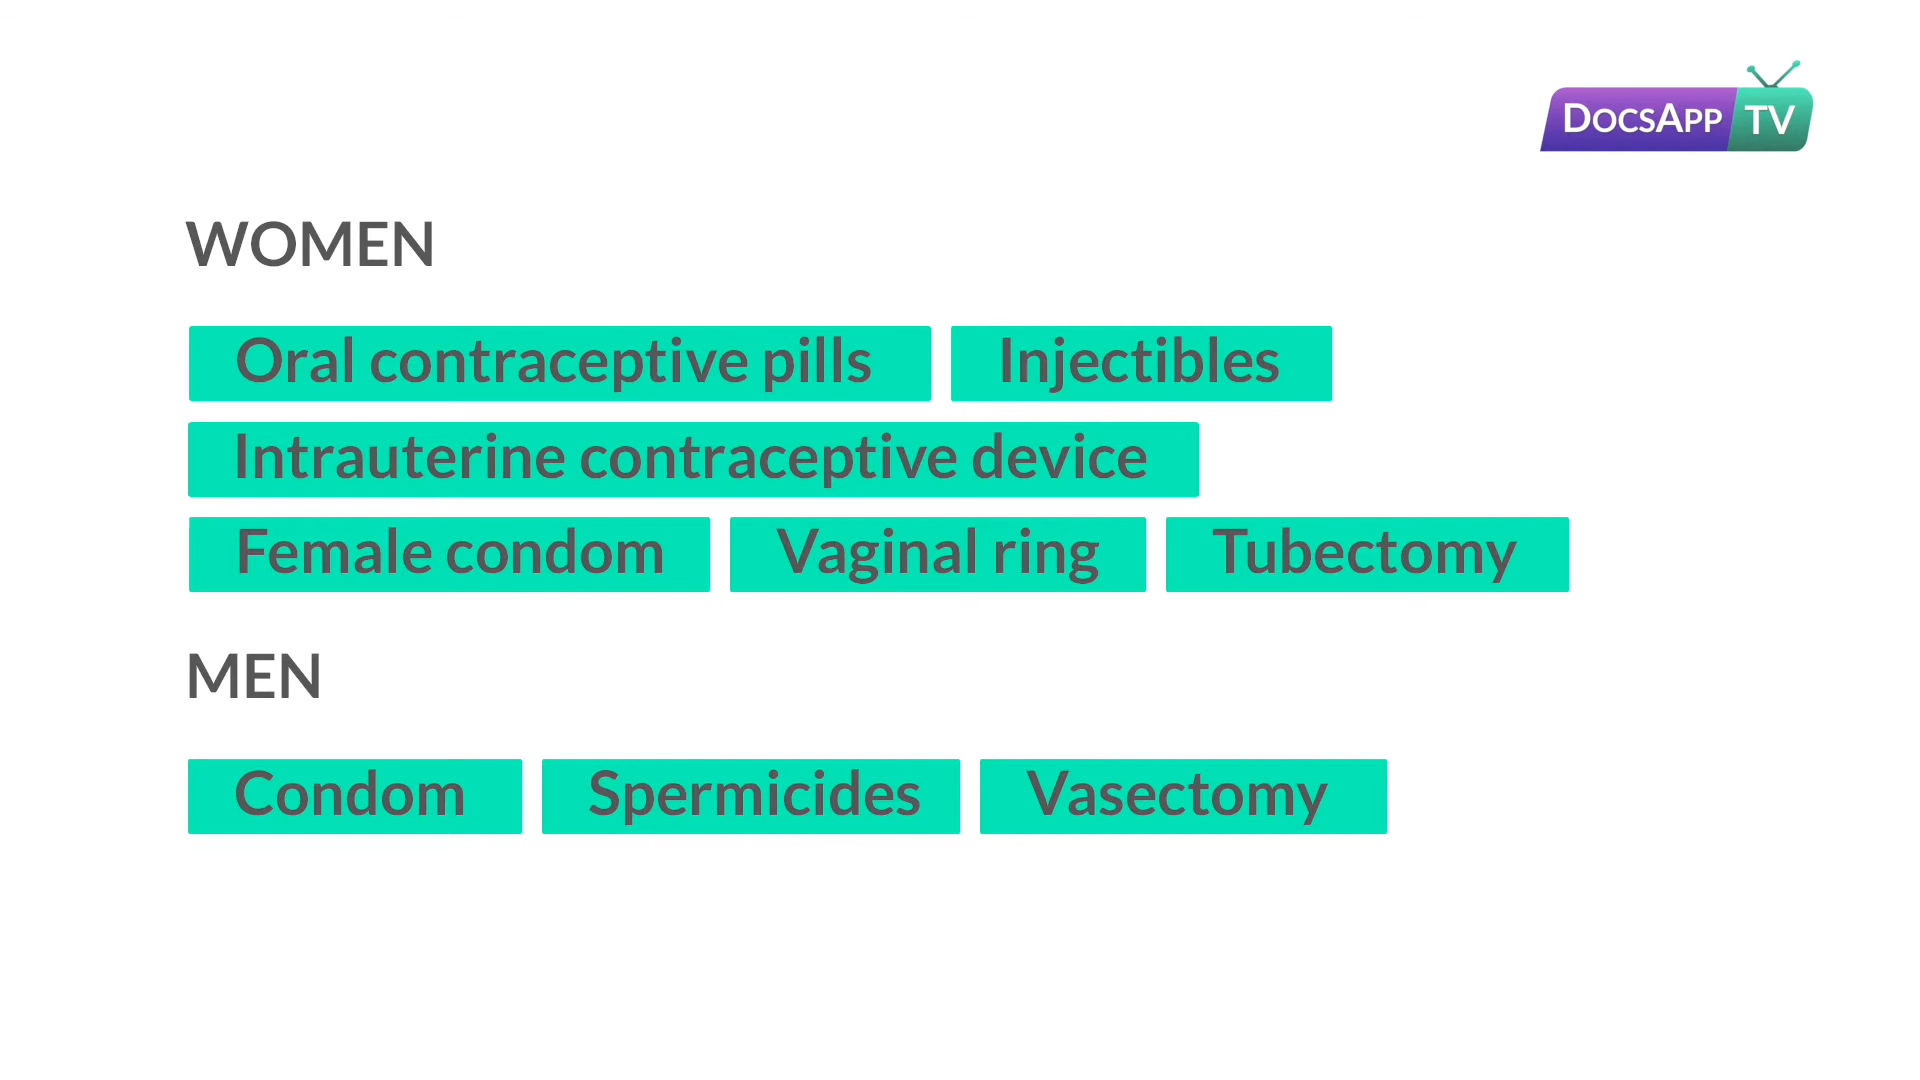 DOCSAPP TV
WOMEN
Oral contraceptive pills Injectibles
Intrauterine contraceptive device
Female condom Vaginal ring Tubectomy
MEN
Condom Spermicides Vasectomy